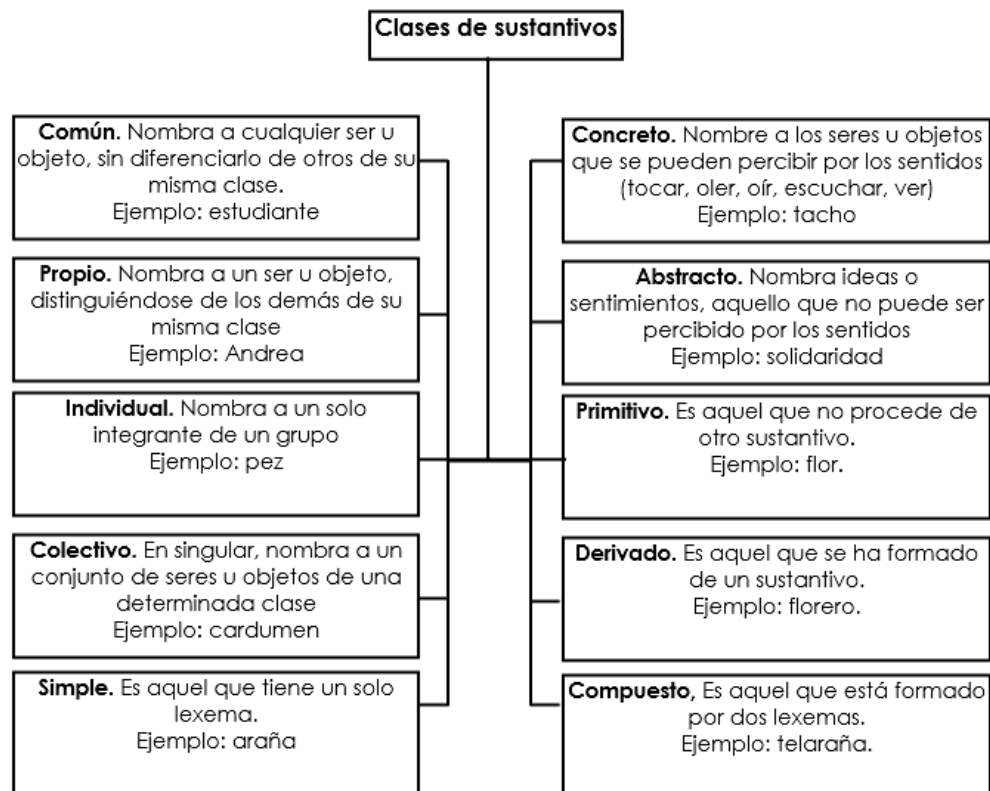 Clases de sustantivos
Común. Nombra a cualquier ser u
objeto, sin diferenciarlo de otros de su
misma clase.
Ejemplo: estudiante
Propio. Nombra a un ser u objeto,
distinguiéndose de los demás de su
misma clase
Ejemplo: Andrea
Individual. Nombra a un solo
integrante de un grupo
Ejemplo: pez
Colectivo. En singular, nombra a un
conjunto de seres u objetos de una
determinada clase
Ejemplo: cardumen
Simple. Es aquel que tiene un solo
lexema.
Ejemplo: araña
Concreto. Nombre a los seres u objetos
que se pueden percibir por los sentidos
(tocar, oler, oír, escuchar, ver)
Ejemplo: tacho
Abstracto. Nombra ideas o
sentimientos, aquello que no puede ser
percibido por los sentidos
Ejemplo: solidaridad
Primitivo. Es aquel que no procede de
otro sustantivo.
Ejemplo: flor.
Derivado. Es aquel que se ha formado
de un sustantivo.
Ejemplo: florero.
Compuesto, Es aquel que está formado
por dos lexemas.
Ejemplo: telaraña.